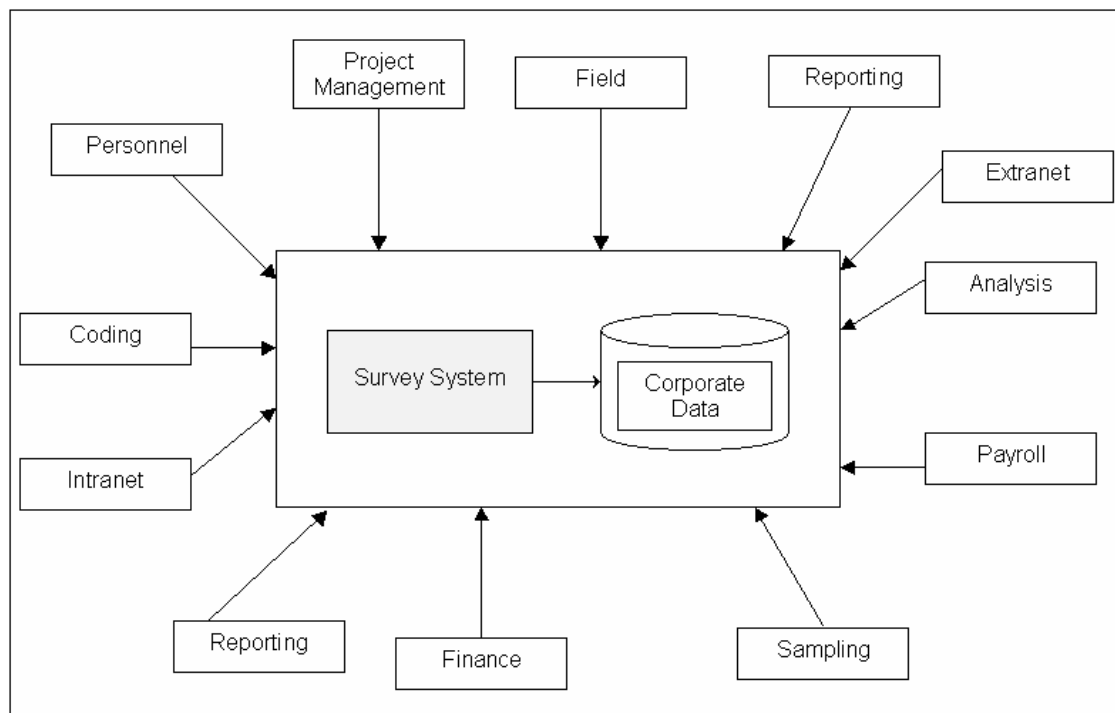 Project
Management
Field
Reporting
Personnel
Extranet
Analysis
Coding
Survey System
Corporate
Data
Intranet
Payroll
Reporting
Finance
Sampling